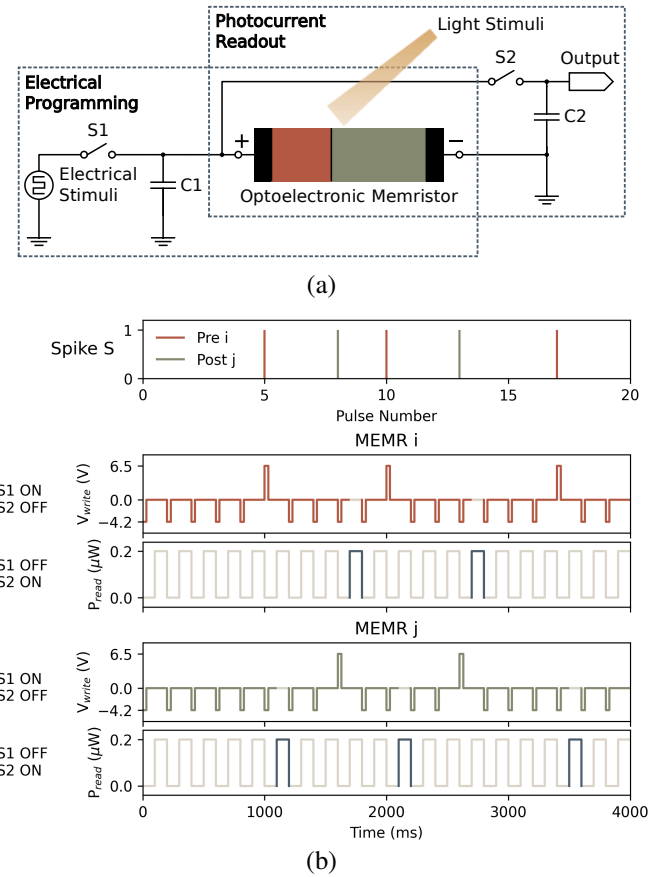 Photocurrent
Readout
Light Stimuli
S2
Output
Electrical
Programming
S1
C2
+
−
Electrical
Stimuli
C1
Optoelectronic Memristor
(a)
Spike S
1
0
Pre i
Post j
0 5 10 15 20
Pulse Number
MEMR i
S1 ON
S2 OFF
V_write (V)
6.5
0.0
−4.2
S1 OFF
S2 ON
P_read (μW)
0.2
0.0
MEMR j
S1 ON
S2 OFF
V_write (V)
6.5
0.0
−4.2
S1 OFF
S2 ON
P_read (μW)
0.2
0.0
0 1000 2000 3000 4000
Time (ms)
(b)